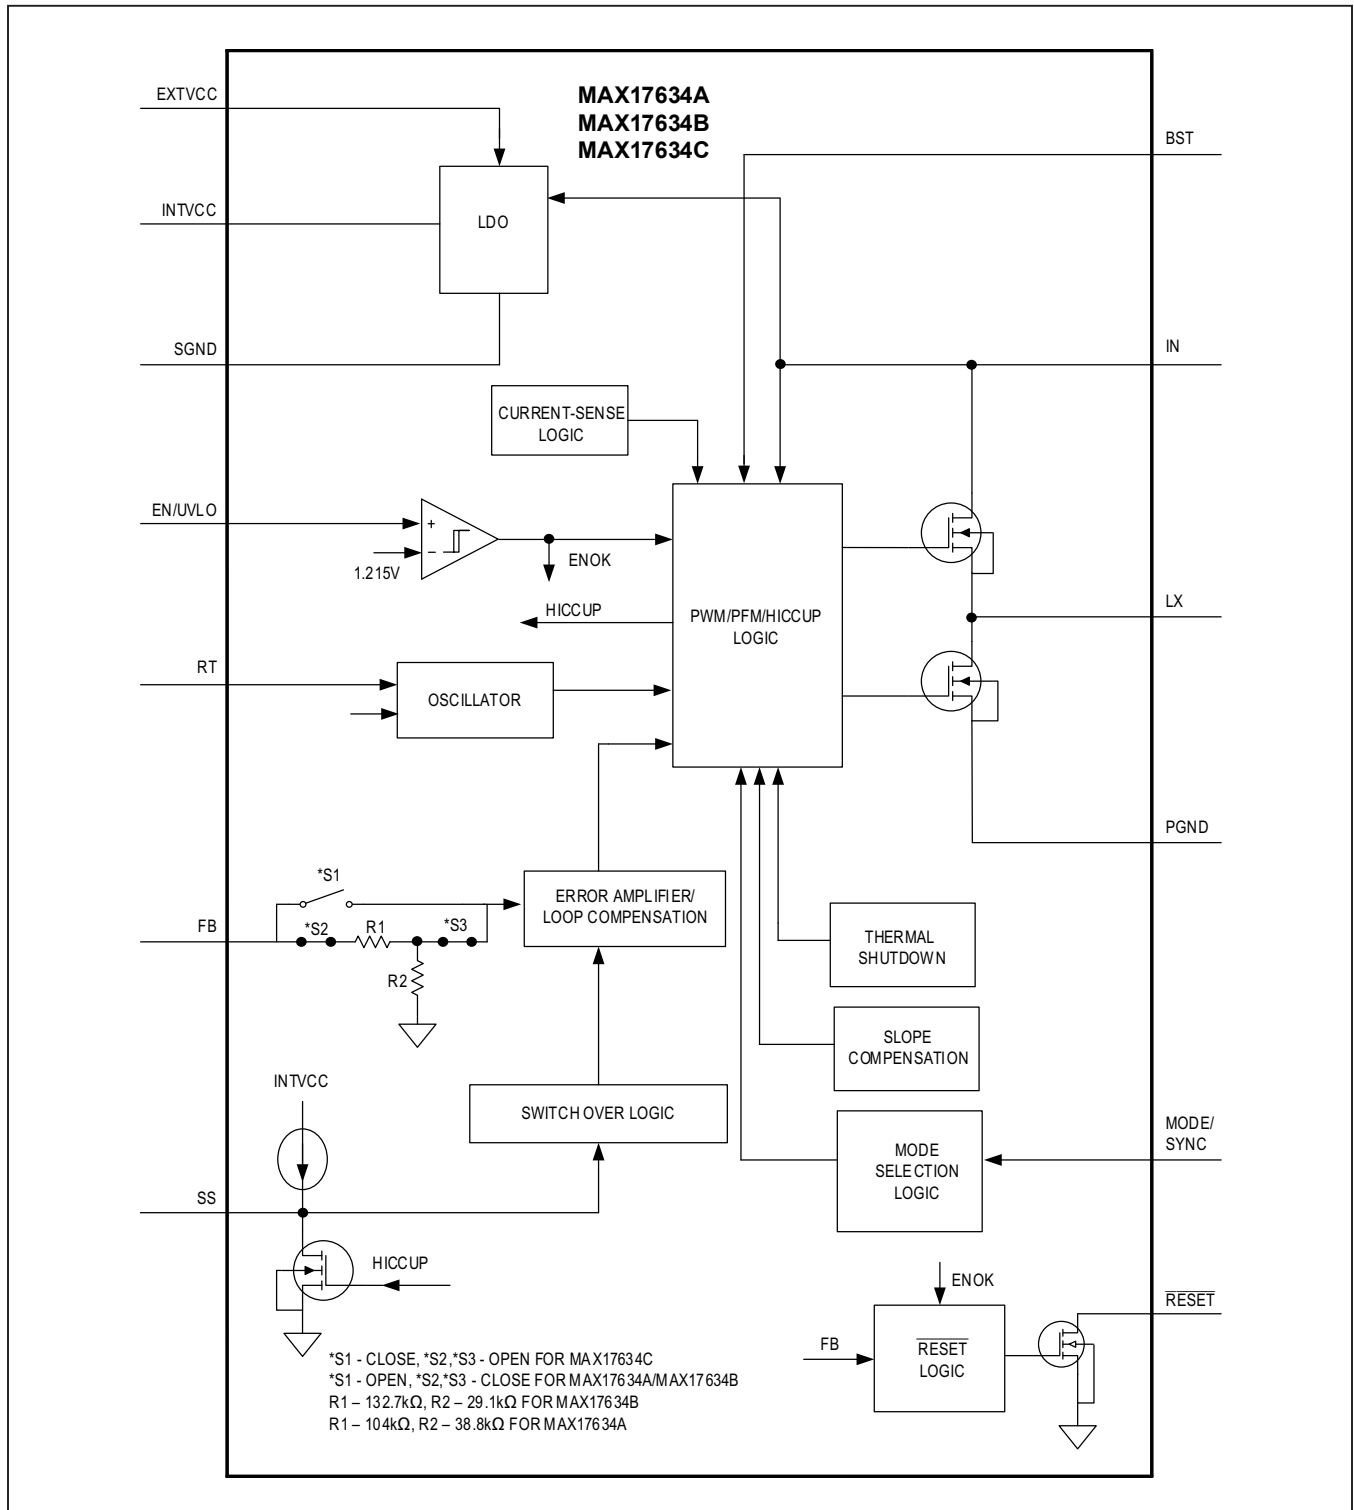 MAX17634A
MAX17634B
MAX17634C
EXTVCC
BST
INTVCC
LDO
SGND
IN
CURRENT-SENSE
LOGIC
EN/UVLO
+
−
1.215V
ENOK
HICCUP
PWM/PFM/HICCUP
LOGIC
LX
RT
OSCILLATOR
PGND
*S1
ERROR AMPLIFIER/
LOOP COMPENSATION
FB
*S2
R1
*S3
R2
THERMAL
SHUTDOWN
SLOPE
COMPENSATION
INTVCC
SWITCH OVER LOGIC
MODE
SELECTION
LOGIC
MODE/
SYNC
SS
HICCUP
ENOK
RESET
FB
RESET
LOGIC
*S1 - CLOSE, *S2,*S3 - OPEN FOR MAX17634C
*S1 - OPEN, *S2,*S3 - CLOSE FOR MAX17634A/MAX17634B
R1 – 132.7kΩ, R2 – 29.1kΩ FOR MAX17634B
R1 – 104kΩ, R2 – 38.8kΩ FOR MAX17634A